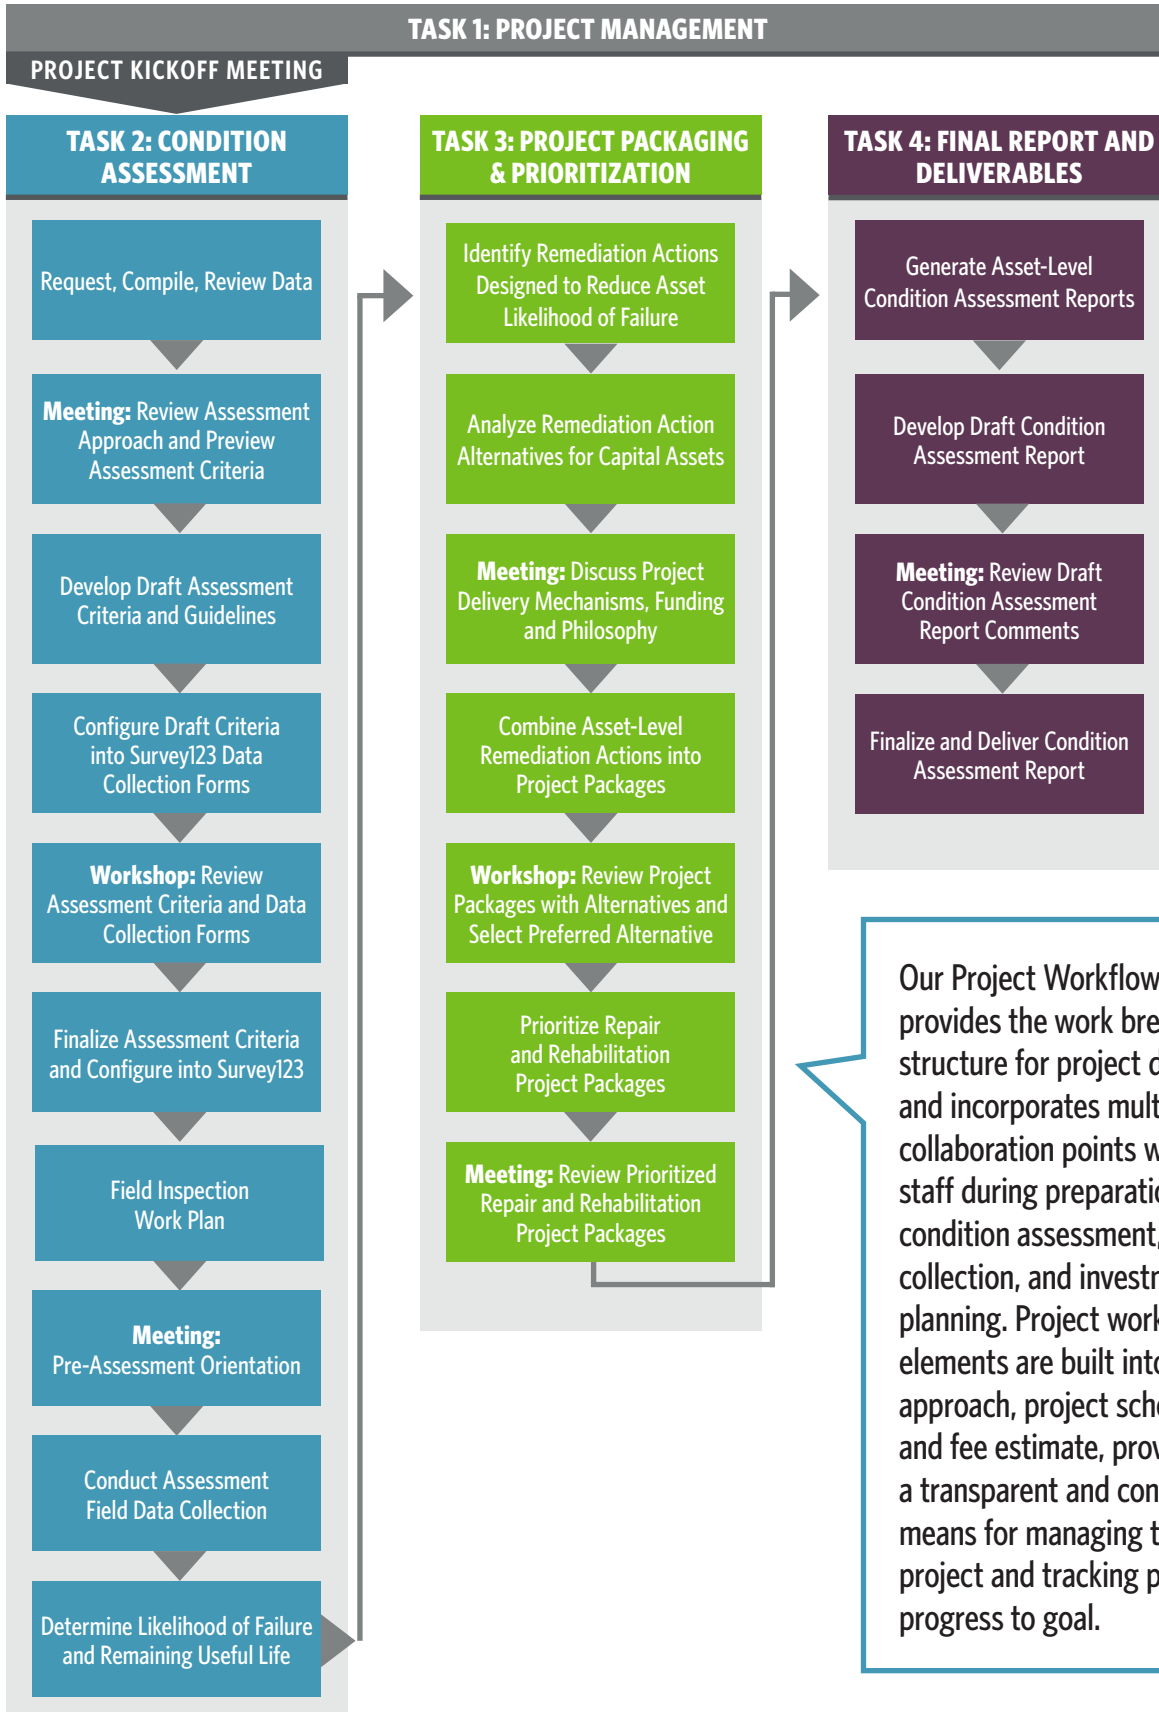 TASK 1: PROJECT MANAGEMENT
PROJECT KICKOFF MEETING
TASK 2: CONDITION
ASSESSMENT
Request, Compile, Review Data
Meeting: Review Assessment
Approach and Preview
Assessment Criteria
Develop Draft Assessment
Criteria and Guidelines
Configure Draft Criteria
into Survey123 Data
Collection Forms
Workshop: Review
Assessment Criteria and Data
Collection Forms
Finalize Assessment Criteria
and Configure into Survey123
Field Inspection
Work Plan
Meeting:
Pre-Assessment Orientation
Conduct Assessment
Field Data Collection
Determine Likelihood of Failure
and Remaining Useful Life
TASK 3: PROJECT PACKAGING
& PRIORITIZATION
Identify Remediation Actions
Designed to Reduce Asset
Likelihood of Failure
Analyze Remediation Action
Alternatives for Capital Assets
Meeting: Discuss Project
Delivery Mechanisms, Funding
and Philosophy
Combine Asset-Level
Remediation Actions into
Project Packages
Workshop: Review Project
Packages with Alternatives and
Select Preferred Alternative
Prioritize Repair
and Rehabilitation
Project Packages
Meeting: Review Prioritized
Repair and Rehabilitation
Project Packages
TASK 4: FINAL REPORT AND
DELIVERABLES
Generate Asset-Level
Condition Assessment Reports
Develop Draft Condition
Assessment Report
Meeting: Review Draft
Condition Assessment
Report Comments
Finalize and Deliver Condition
Assessment Report
Our Project Workflow
provides the work
structure for project
and incorporates
collaboration points
staff during
condition assessment,
collection, and
planning. Project
elements are built
approach, project
and fee estimate,
a transparent and
means for managing
project and tracking
progress to goal.